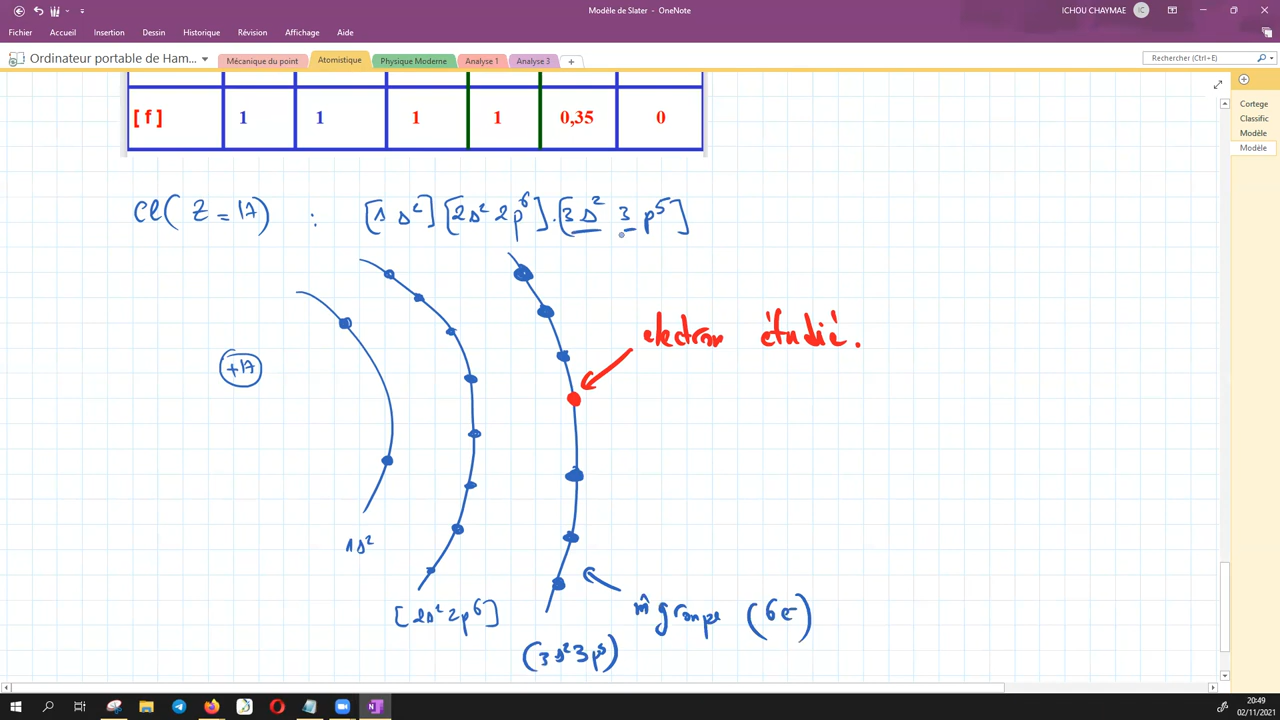 Modèle de Slater - OneNote
ICHOU CHAYMAE
IC
Fichier Accueil Insertion Dessin Historique Révision Affichage Aide
Ordinateur portable de Ham...
Mécanique du point
Atomistique
Physique Moderne
Analyse 1
Analyse 3
Rechercher (Ctrl+E)
Cortege
Classific
Modèle
Modèle
[ f ] 1 1 1 1 0,35 0
Cl( Z = 17 ) : [1s²] [2s² 2p⁶] . [3s² 3p⁵]
electron étudié.
+17
1s²
[2s² 2p⁶]
m̂ groupe (6e⁻)
(3s² 3p⁵)
20:49
02/11/2021